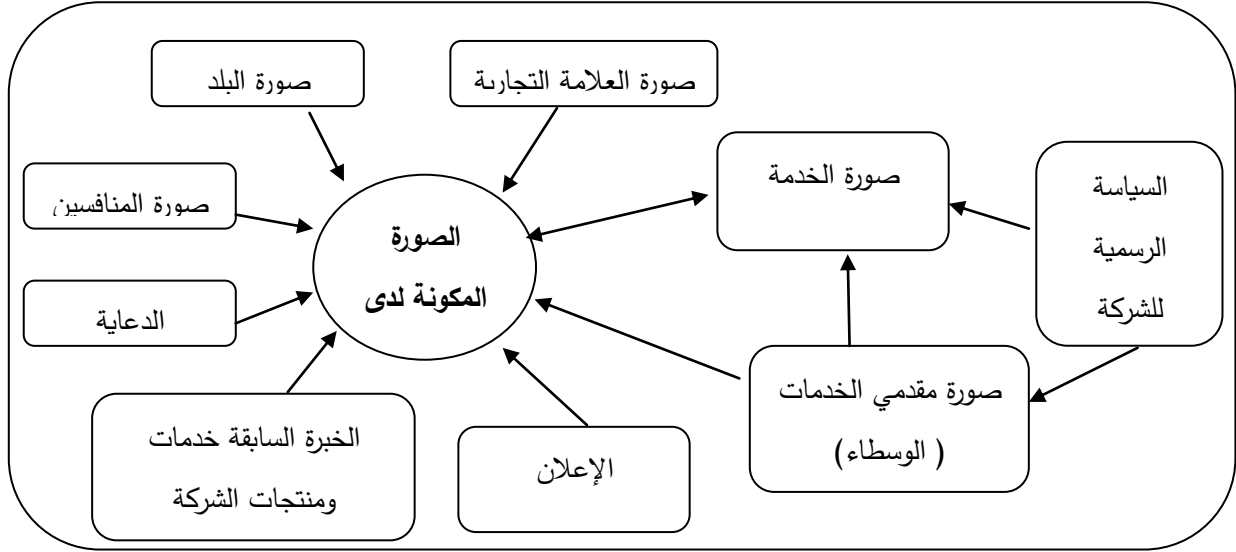 صورة العلامة التجارية
صورة البلد
صورة الخدمة
السياسة
الرسمية
للشركة
صورة المنافسين
الصورة
المكونة لدى
الدعاية
صورة مقدمي الخدمات
( الوسطاء)
الخبرة السابقة خدمات
ومنتجات الشركة
الإعلان